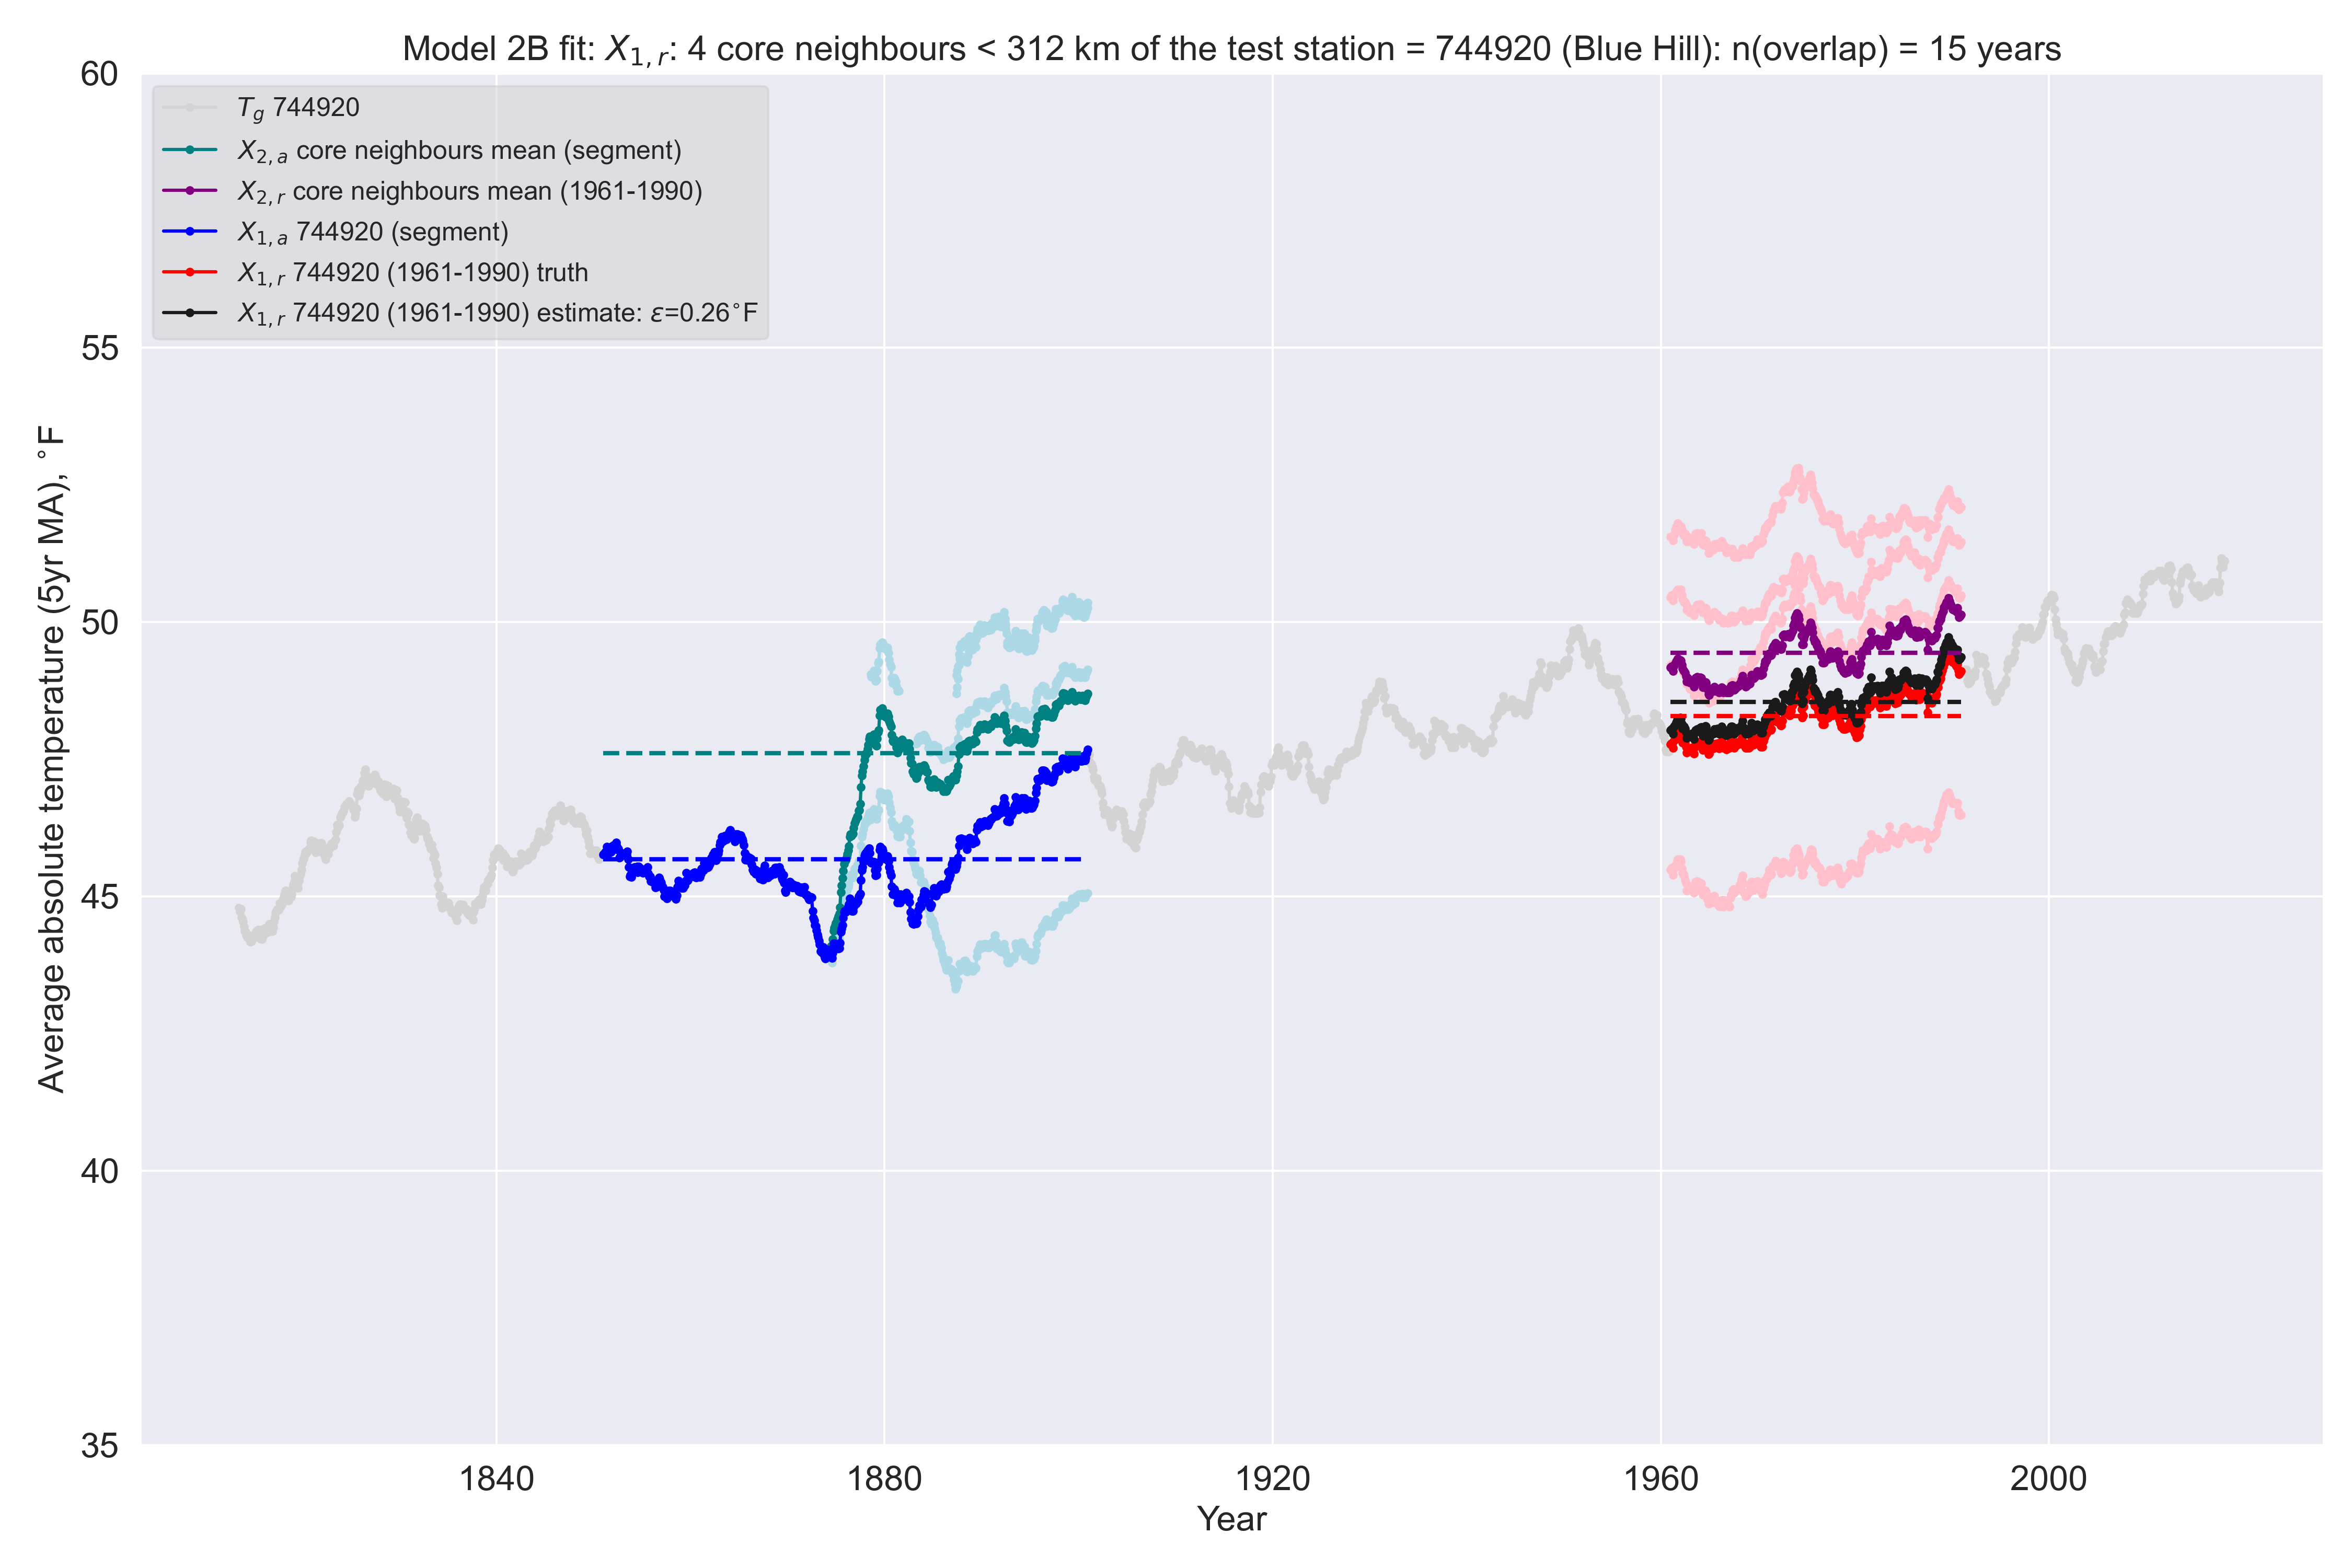 Model 2B fit: X1,r: 4 core neighbours < 312 km of the test station = 744920 (Blue Hill): n(overlap) = 15 years
60
55
50
45
40
35
Average absolute temperature (5yr MA), °F
Tg 744920
X2,a core neighbours mean (segment)
X2,r core neighbours mean (1961-1990)
X1,a 744920 (segment)
X1,r 744920 (1961-1990) truth
X1,r 744920 (1961-1990) estimate: ε=0.26°F
1840 1880 1920 1960 2000
Year